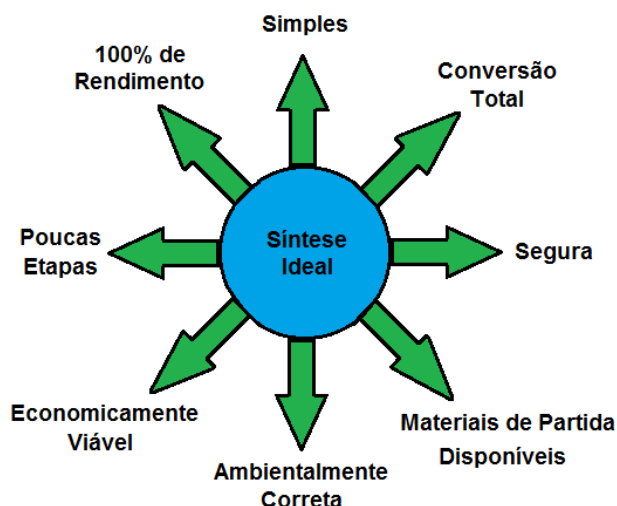 Simples
100% de
Rendimento
Conversão
Total
Poucas
Etapas
Síntese
Ideal
Segura
Economicamente
Viável
Materiais de Partida
Disponíveis
Ambientalmente
Correta